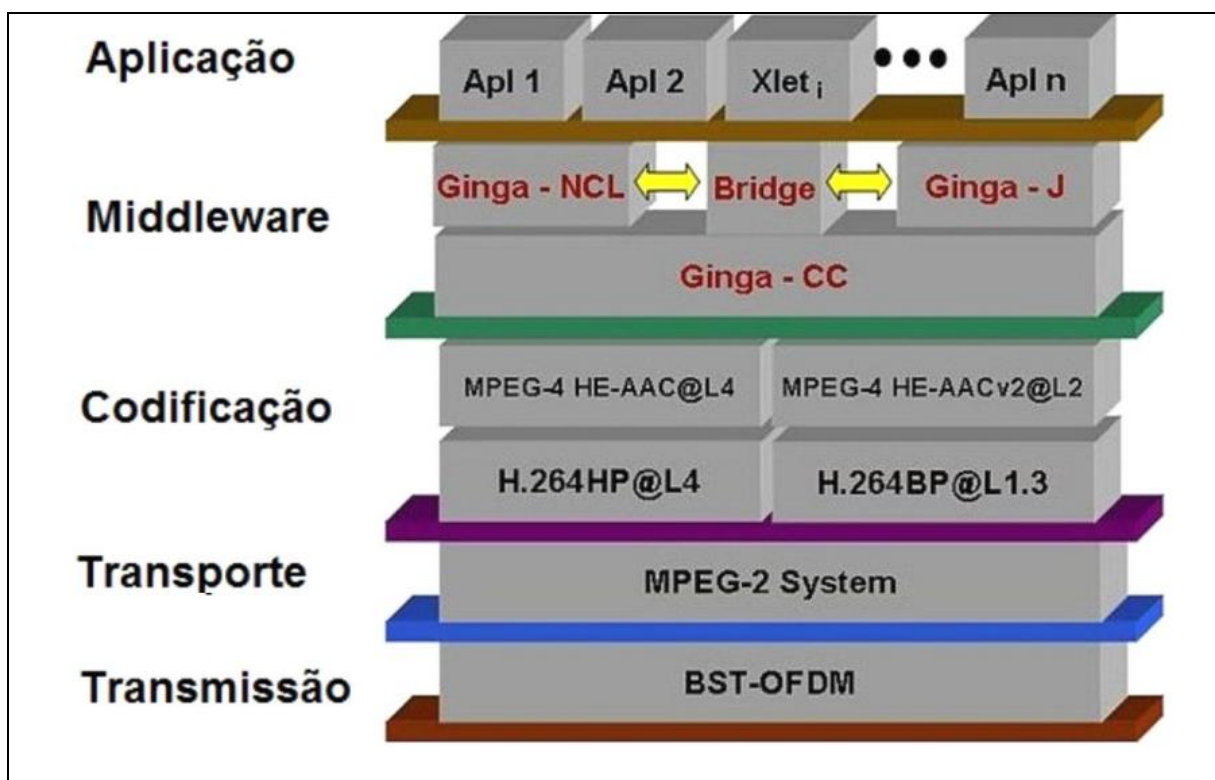 Aplicação
Apl 1 Apl 2 Xlet i ••• Apl n
Middleware
Ginga - NCL Bridge Ginga - J
Ginga - CC
Codificação
MPEG-4 HE-AAC@L4 MPEG-4 HE-AACv2@L2
H.264HP@L4 H.264BP@L1.3
Transporte
MPEG-2 System
Transmissão
BST-OFDM